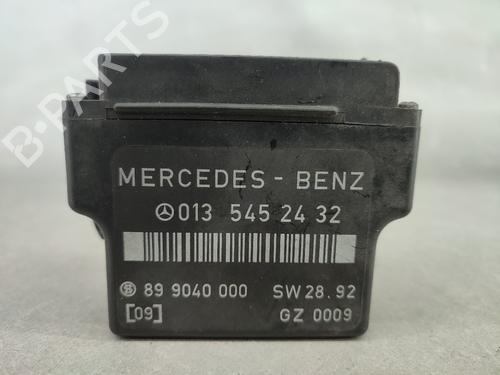 B-PARTS
MERCEDES - BENZ
013 545 24 32
89 9040 000 SW 28.92
[09] GZ 0009